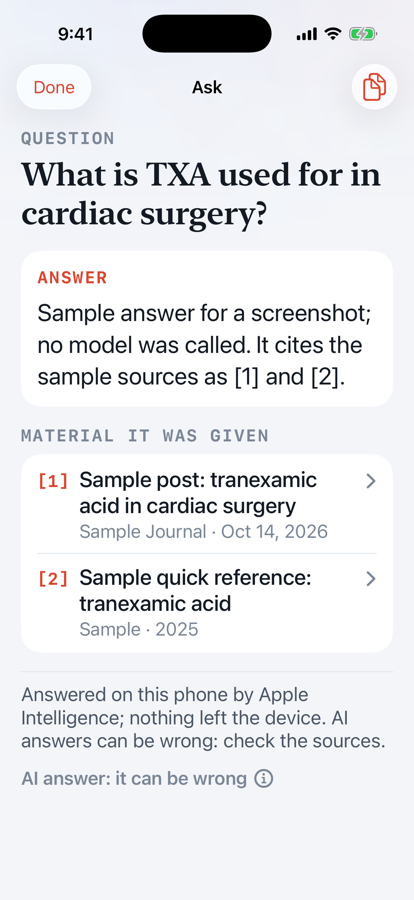 9:41
Done
Ask
QUESTION
What is TXA used for in
cardiac surgery?
ANSWER
Sample answer for a screenshot;
no model was called. It cites the
sample sources as [1] and [2].
MATERIAL IT WAS GIVEN
[1] Sample post: tranexamic
acid in cardiac surgery
Sample Journal · Oct 14, 2026
[2] Sample quick reference:
tranexamic acid
Sample · 2025
Answered on this phone by Apple
Intelligence; nothing left the device. AI
answers can be wrong: check the sources.
AI answer: it can be wrong